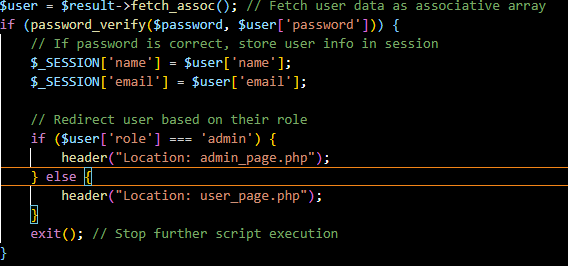 $user = $result->fetch_assoc(); // Fetch user data as associative array
if (password_verify($password, $user['password'])) {
    // If password is correct, store user info in session
    $_SESSION['name'] = $user['name'];
    $_SESSION['email'] = $user['email'];

    // Redirect user based on their role
    if ($user['role'] === 'admin') {
        header("Location: admin_page.php");
    } else {
        header("Location: user_page.php");
    }
    exit(); // Stop further script execution
}